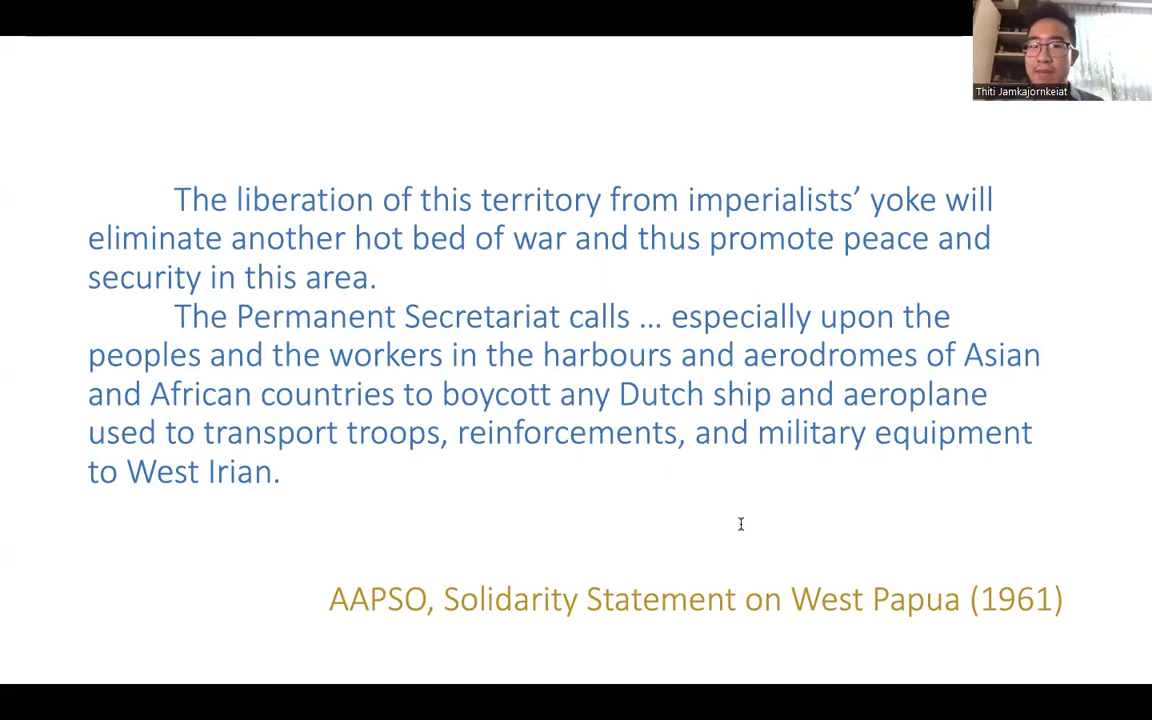 Thiti Jamkajornkeiat
The liberation of this territory from imperialists’ yoke will
eliminate another hot bed of war and thus promote peace and
security in this area.
The Permanent Secretariat calls … especially upon the
peoples and the workers in the harbours and aerodromes of Asian
and African countries to boycott any Dutch ship and aeroplane
used to transport troops, reinforcements, and military equipment
to West Irian.
AAPSO, Solidarity Statement on West Papua (1961)